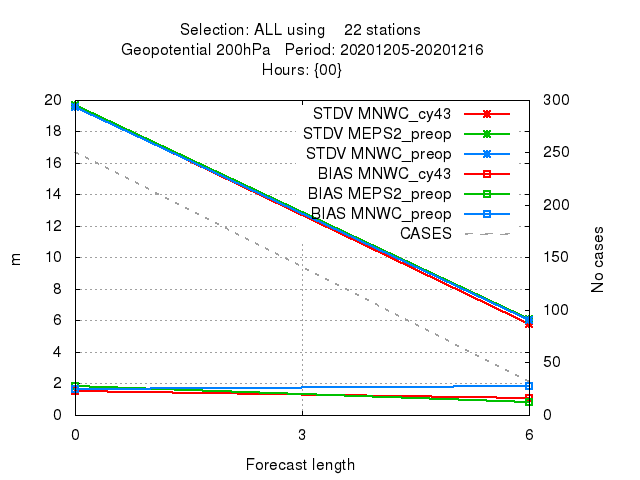 Selection: ALL using 22 stations
Geopotential 200hPa Period: 20201205-20201216
Hours: {00}
20
18
16
14
12
10
8
6
4
2
0
m
300
250
200
150
100
50
0
No cases
STDV MNWC_cy43
STDV MEPS2_preop
STDV MNWC_preop
BIAS MNWC_cy43
BIAS MEPS2_preop
BIAS MNWC_preop
CASES
0 3 6
Forecast length